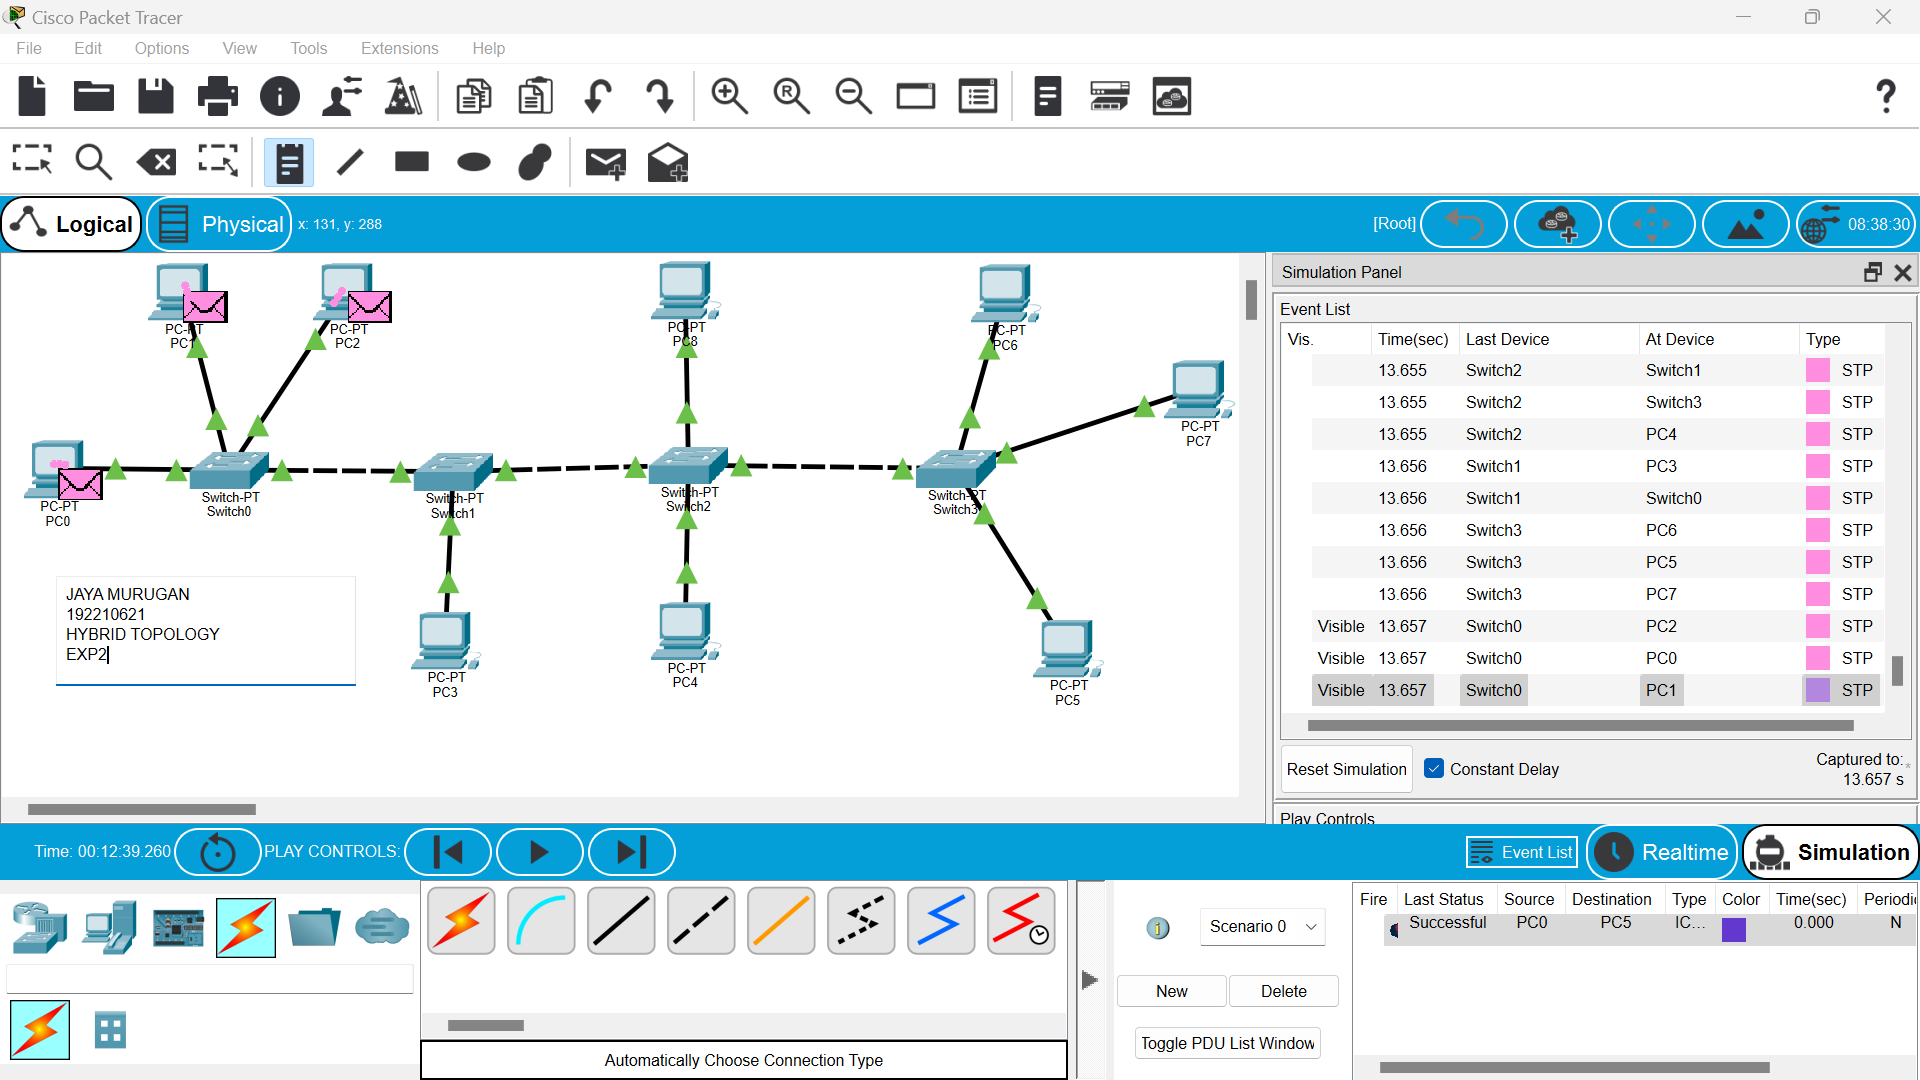 Cisco Packet Tracer
File Edit Options View Tools Extensions Help
Logical Physical x: 131, y: 288 [Root] 08:38:30
PC-PT
PC1
PC-PT
PC2
PC-PT
PC8
PC-PT
PC6
PC-PT
PC7
PC-PT
PC0
Switch-PT
Switch0
Switch-PT
Switch1
Switch-PT
Switch2
Switch-PT
Switch3
JAYA MURUGAN
192210621
HYBRID TOPOLOGY
EXP2
PC-PT
PC3
PC-PT
PC4
PC-PT
PC5
Simulation Panel
Event List
Vis. Time(sec) Last Device At Device Type
13.655 Switch2 Switch1 STP
13.655 Switch2 Switch3 STP
13.655 Switch2 PC4 STP
13.656 Switch1 PC3 STP
13.656 Switch1 Switch0 STP
13.656 Switch3 PC6 STP
13.656 Switch3 PC5 STP
13.656 Switch3 PC7 STP
Visible 13.657 Switch0 PC2 STP
Visible 13.657 Switch0 PC0 STP
Visible 13.657 Switch0 PC1 STP
Reset Simulation Constant Delay Captured to:*
13.657 s
Play Controls
Time: 00:12:39.260 PLAY CONTROLS: Event List Realtime Simulation
Scenario 0
New Delete
Toggle PDU List Window
Fire Last Status Source Destination Type Color Time(sec) Periodi
Successful PC0 PC5 IC... 0.000 N
Automatically Choose Connection Type